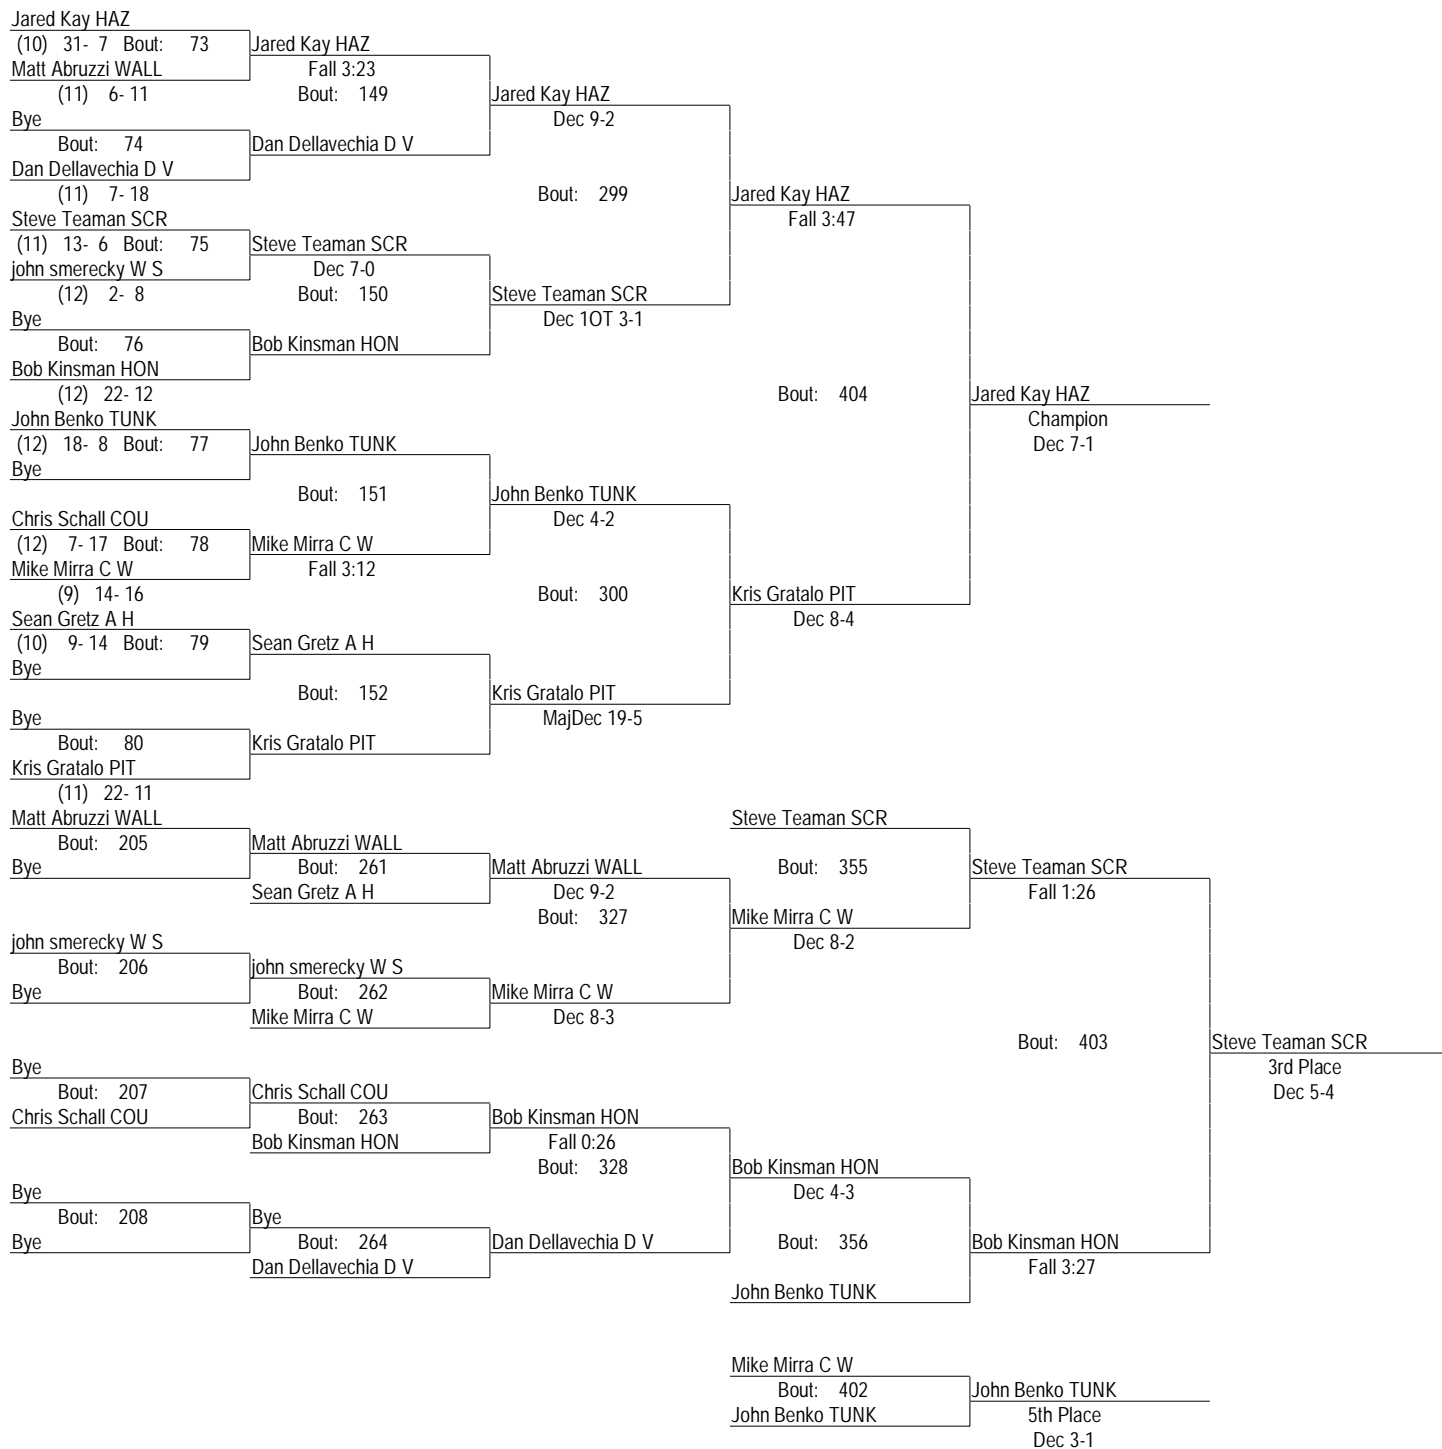 Jared Kay HAZ
(10) 31- 7 Bout: 73 Jared Kay HAZ
Matt Abruzzi WALL Fall 3:23
(11) 6- 11 Bout: 149 Jared Kay HAZ
Bye Dec 9-2
Bout: 74 Dan Dellavechia D V
Dan Dellavechia D V
(11) 7- 18 Bout: 299 Jared Kay HAZ
Steve Teaman SCR Fall 3:47
(11) 13- 6 Bout: 75 Steve Teaman SCR
john smerecky W S Dec 7-0
(12) 2- 8 Bout: 150 Steve Teaman SCR
Bye Dec 1OT 3-1
Bout: 76 Bob Kinsman HON
Bob Kinsman HON
(12) 22- 12 Bout: 404 Jared Kay HAZ
John Benko TUNK Champion
(12) 18- 8 Bout: 77 John Benko TUNK Dec 7-1
Bye
Bout: 151 John Benko TUNK
Chris Schall COU Dec 4-2
(12) 7- 17 Bout: 78 Mike Mirra C W
Mike Mirra C W Fall 3:12
(9) 14- 16 Bout: 300 Kris Gratalo PIT
Sean Gretz A H Dec 8-4
(10) 9- 14 Bout: 79 Sean Gretz A H
Bye
Bout: 152 Kris Gratalo PIT
Bye MajDec 19-5
Bout: 80 Kris Gratalo PIT
Kris Gratalo PIT
(11) 22- 11
Matt Abruzzi WALL Steve Teaman SCR
Bout: 205 Matt Abruzzi WALL
Bye Bout: 261 Matt Abruzzi WALL Bout: 355 Steve Teaman SCR
Sean Gretz A H Dec 9-2 Fall 1:26
Bout: 327 Mike Mirra C W
john smerecky W S Dec 8-2
Bout: 206 john smerecky W S
Bye Bout: 262 Mike Mirra C W
Mike Mirra C W Dec 8-3
Bout: 403 Steve Teaman SCR
Bye 3rd Place
Bout: 207 Chris Schall COU Dec 5-4
Chris Schall COU Bout: 263 Bob Kinsman HON
Bob Kinsman HON Fall 0:26
Bout: 328 Bob Kinsman HON
Bye Dec 4-3
Bout: 208 Bye
Bye Bout: 264 Dan Dellavechia D V Bout: 356 Bob Kinsman HON
Dan Dellavechia D V Fall 3:27
John Benko TUNK
Mike Mirra C W
Bout: 402 John Benko TUNK
John Benko TUNK 5th Place
Dec 3-1